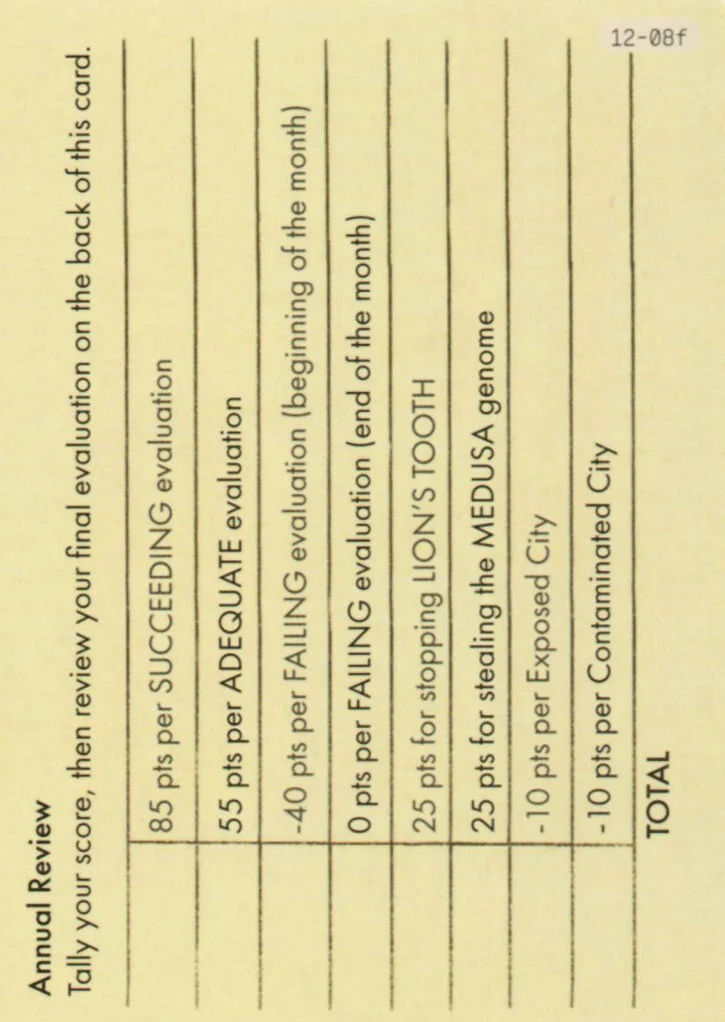 Annual Review
Tally your score, then review your final evaluation on the back of this card.
85 pts per SUCCEEDING evaluation
55 pts per ADEQUATE evaluation
-40 pts per FAILING evaluation (beginning of the month)
0 pts per FAILING evaluation (end of the month)
25 pts for stopping LION'S TOOTH
25 pts for stealing the MEDUSA genome
-10 pts per Exposed City
-10 pts per Contaminated City
TOTAL
12-08f